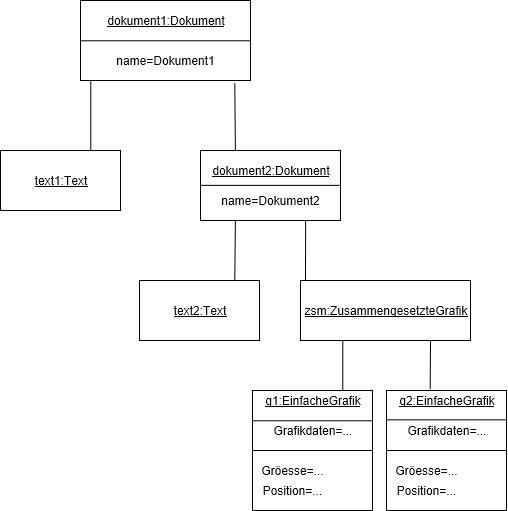 dokument1:Dokument
name=Dokument1
text1:Text
dokument2:Dokument
name=Dokument2
text2:Text
zsm:ZusammengesetzteGrafik
g1:EinfacheGrafik
Grafikdaten=...
Gröesse=...
Position=...
g2:EinfacheGrafik
Grafikdaten=...
Gröesse=...
Position=...